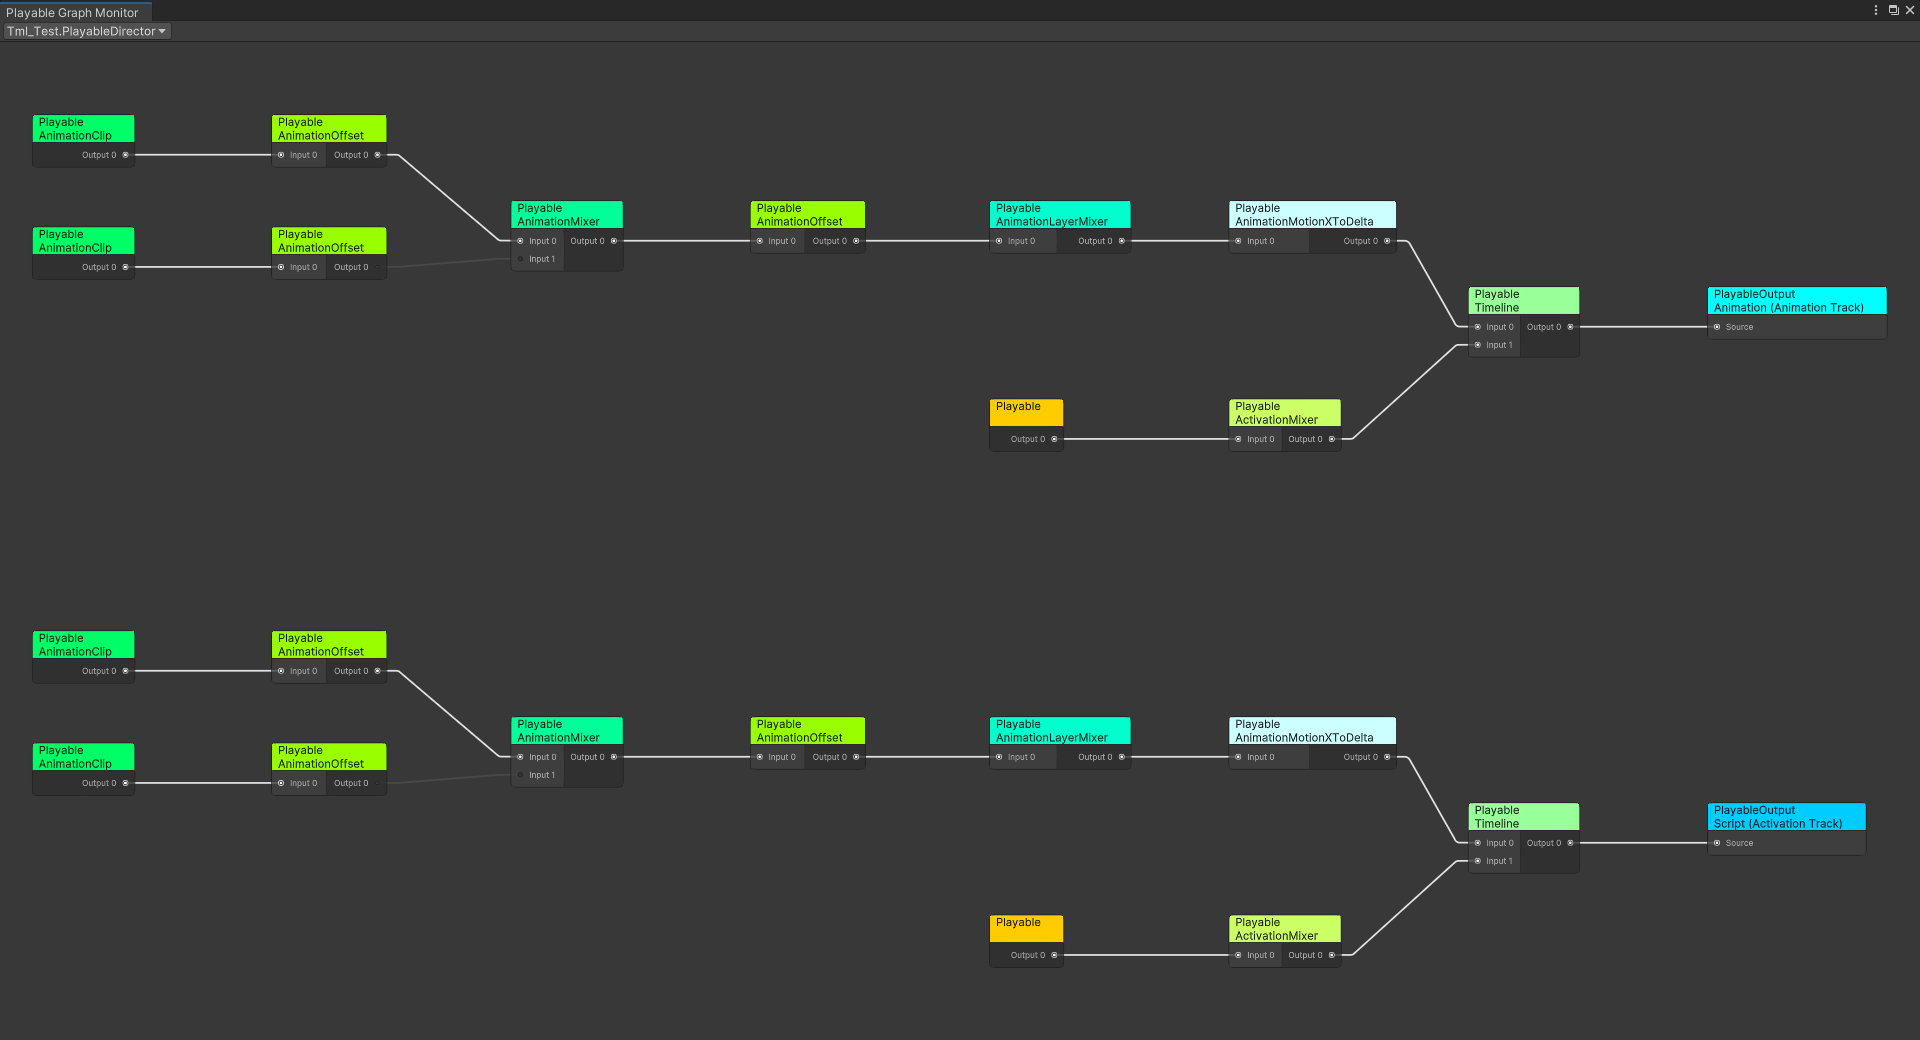 Playable Graph Monitor
Tml_Test.PlayableDirector
Playable
AnimationClip
Output 0
Playable
AnimationOffset
Input 0 Output 0
Playable
AnimationClip
Output 0
Playable
AnimationOffset
Input 0 Output 0
Playable
AnimationMixer
Input 0 Output 0
Input 1
Playable
AnimationOffset
Input 0 Output 0
Playable
AnimationLayerMixer
Input 0 Output 0
Playable
AnimationMotionXToDelta
Input 0 Output 0
Playable
Timeline
Input 0 Output 0
Input 1
PlayableOutput
Animation (Animation Track)
Source
Playable
Output 0
Playable
ActivationMixer
Input 0 Output 0
Playable
AnimationClip
Output 0
Playable
AnimationOffset
Input 0 Output 0
Playable
AnimationClip
Output 0
Playable
AnimationOffset
Input 0 Output 0
Playable
AnimationMixer
Input 0 Output 0
Input 1
Playable
AnimationOffset
Input 0 Output 0
Playable
AnimationLayerMixer
Input 0 Output 0
Playable
AnimationMotionXToDelta
Input 0 Output 0
Playable
Timeline
Input 0 Output 0
Input 1
PlayableOutput
Script (Activation Track)
Source
Playable
Output 0
Playable
ActivationMixer
Input 0 Output 0